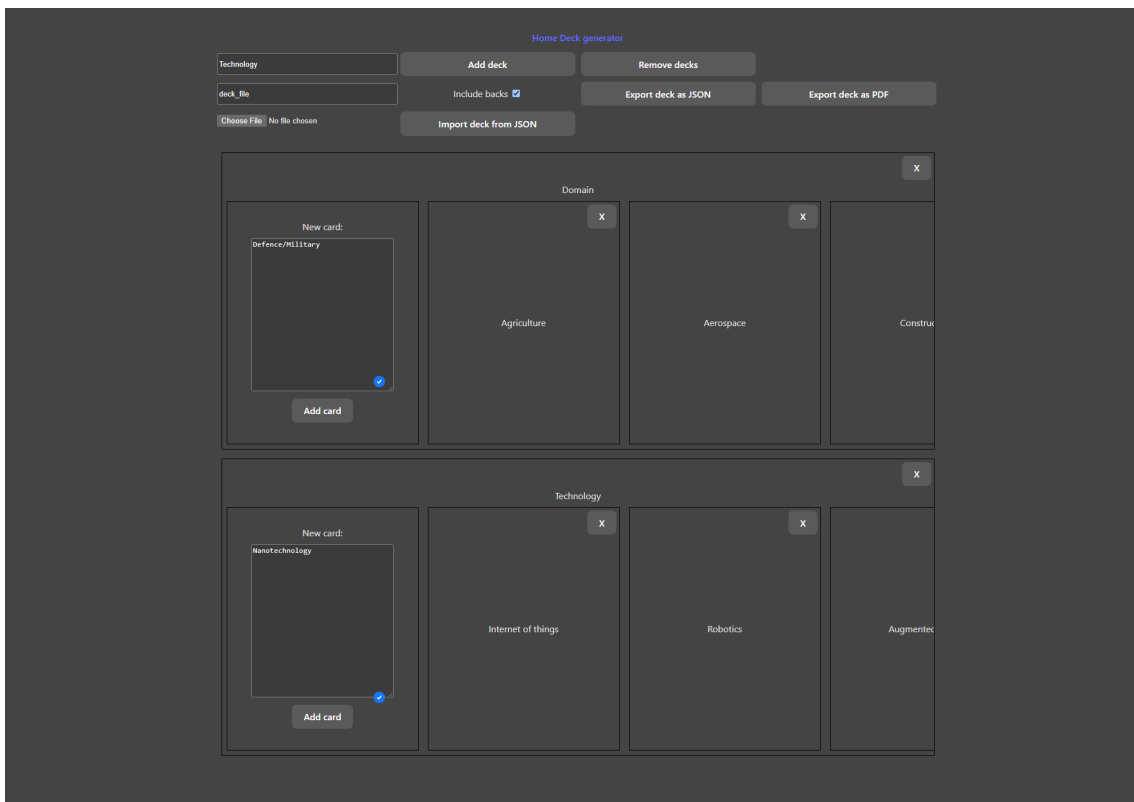 Home Deck generator
Technology Add deck Remove decks
deck_file Include backs Export deck as JSON Export deck as PDF
Choose File No file chosen Import deck from JSON
X
Domain
X X
New card:
Defence/Military
Agriculture Aerospace Construc
Add card
X
Technology
X X
New card:
Nanotechnology
Internet of things Robotics Augmented
Add card